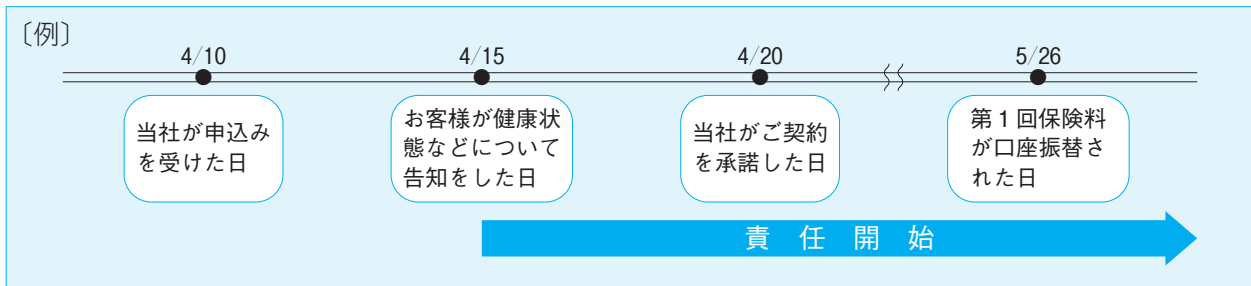 〔例〕
4/10
4/15
4/20
5/26
当社が申込み
を受けた日
お客様が健康状
態などについて
告知をした日
当社がご契約
を承諾した日
第1回保険料
が口座振替さ
れた日
責任開始